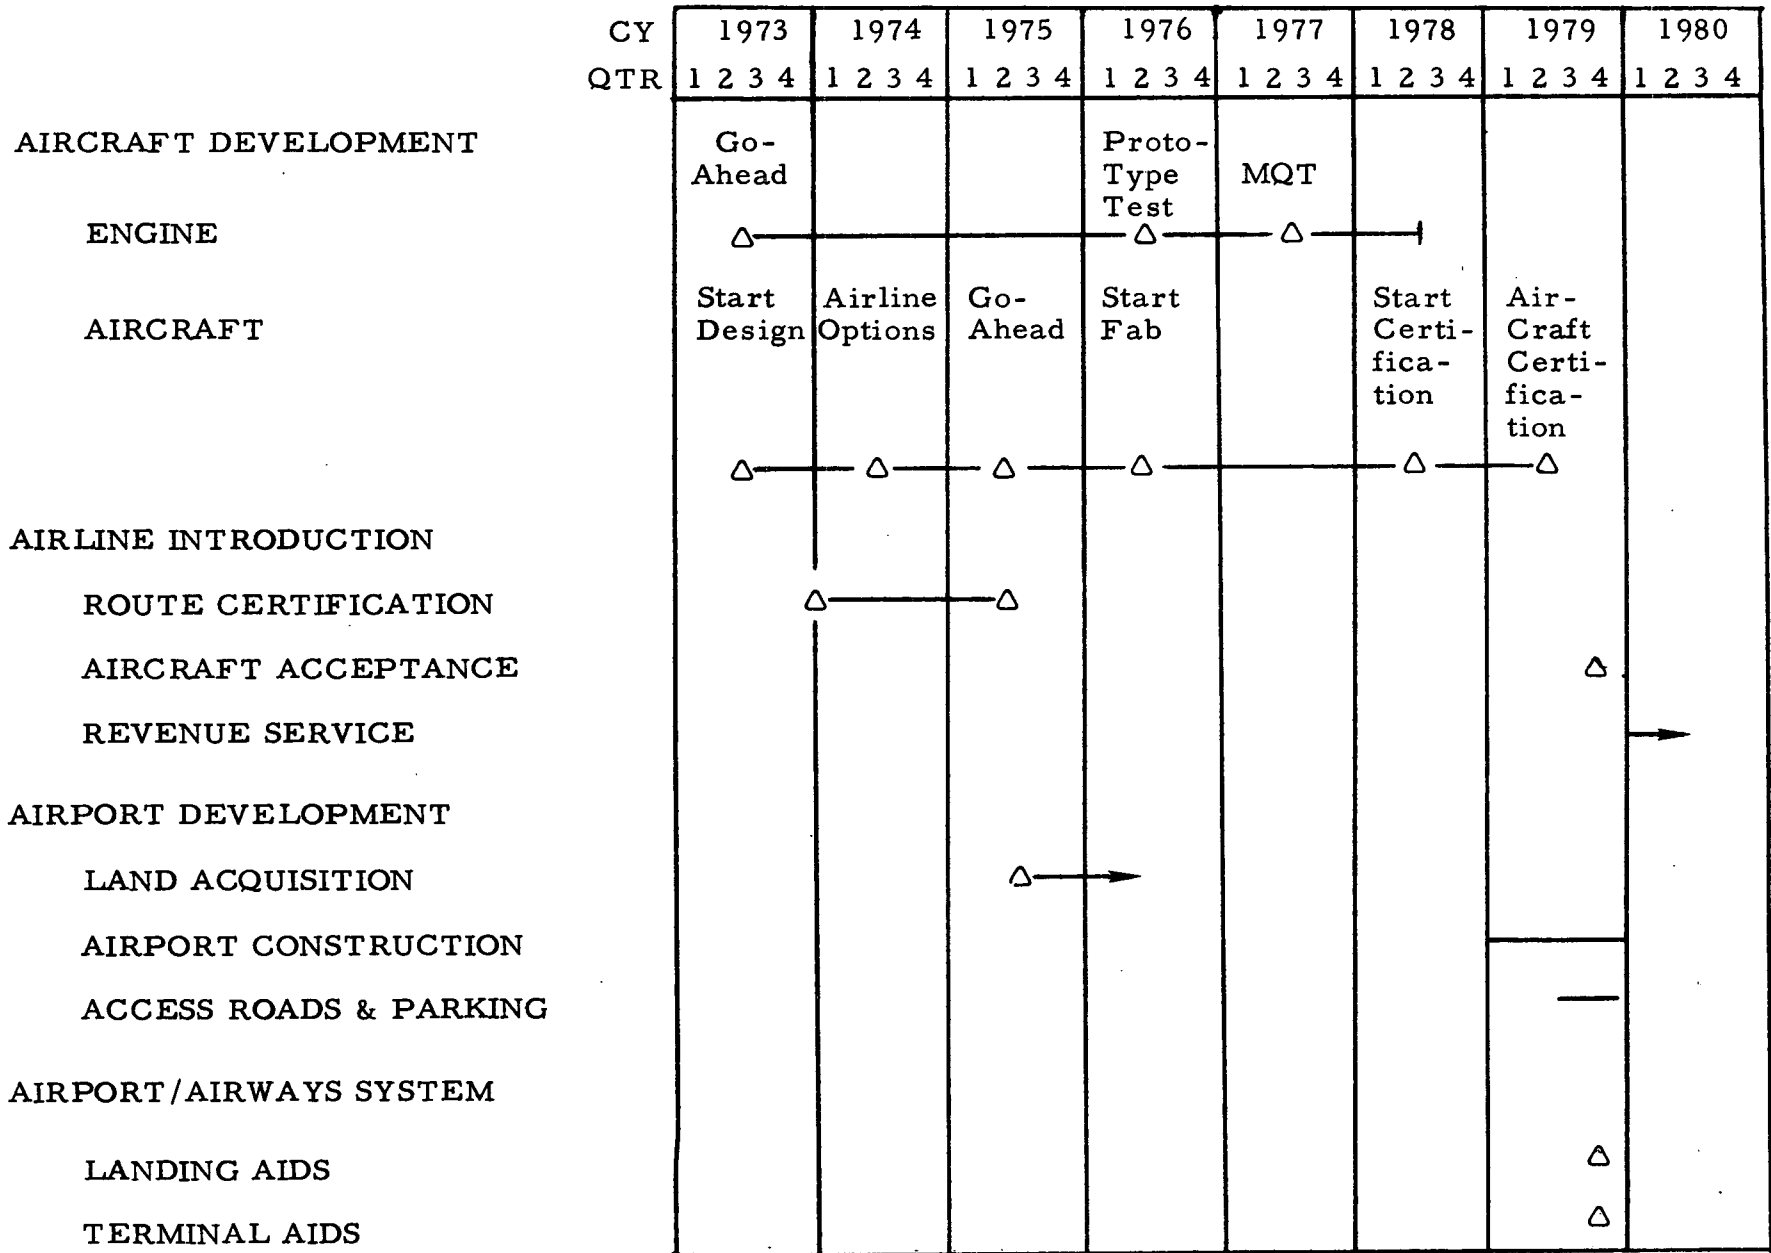 CY 1973 1974 1975 1976 1977 1978 1979 1980
QTR 1 2 3 4 1 2 3 4 1 2 3 4 1 2 3 4 1 2 3 4 1 2 3 4 1 2 3 4 1 2 3 4
AIRCRAFT DEVELOPMENT
Go-
Ahead
Proto-
Type
Test
MQT
ENGINE
AIRCRAFT
Start
Design
Airline
Options
Go-
Ahead
Start
Fab
Start
Certi-
fica-
tion
Air-
Craft
Certi-
fica-
tion
AIRLINE INTRODUCTION
ROUTE CERTIFICATION
AIRCRAFT ACCEPTANCE
REVENUE SERVICE
AIRPORT DEVELOPMENT
LAND ACQUISITION
AIRPORT CONSTRUCTION
ACCESS ROADS & PARKING
AIRPORT/AIRWAYS SYSTEM
LANDING AIDS
TERMINAL AIDS